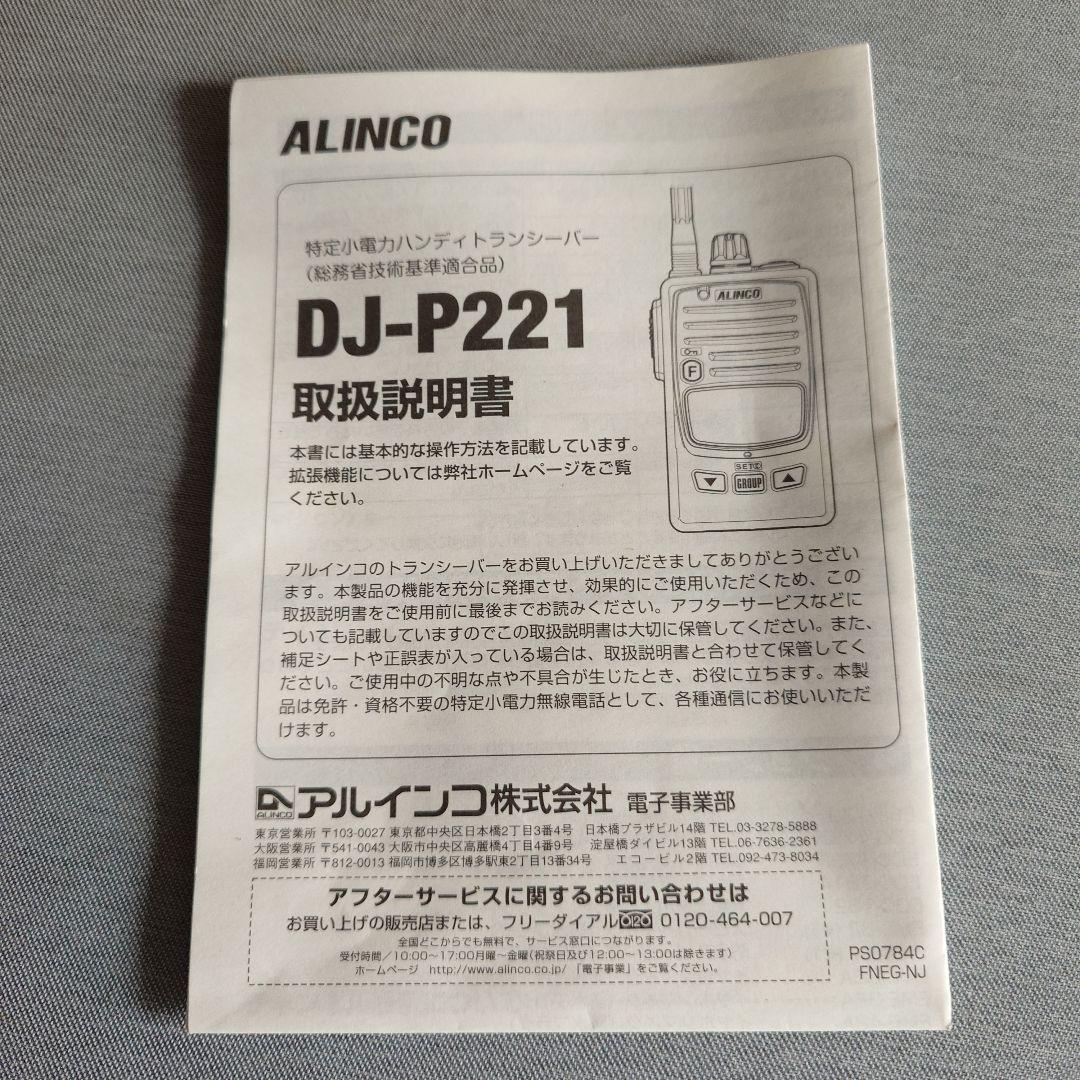 ALINCO
特定小電力ハンディトランシーバー
（総務省技術基準適合品）
DJ-P221
取扱説明書
本書には基本的な操作方法を記載しています。
拡張機能については弊社ホームページをご覧
ください。
ALINCO
F
SET
▼ GROUP ▲
アルインコのトランシーバーをお買い上げいただきましてありがとうござい
ます。本製品の機能を充分に発揮させ、効果的にご使用いただくため、この
取扱説明書をご使用前に最後までお読みください。アフターサービスなどに
ついても記載していますのでこの取扱説明書は大切に保管してください。また、
補足シートや正誤表が入っている場合は、取扱説明書と合わせて保管してく
ださい。ご使用中の不明な点や不具合が生じたとき、お役に立ちます。本製
品は免許・資格不要の特定小電力無線電話として、各種通信にお使いいただ
けます。
ALINCO アルインコ株式会社 電子事業部
東京営業所 〒103-0027 東京都中央区日本橋2丁目3番4号 日本橋プラザビル14階 TEL.03-3278-5888
大阪営業所 〒541-0043 大阪市中央区高麗橋4丁目4番9号 淀屋橋ダイビル13階 TEL.06-7636-2361
福岡営業所 〒812-0013 福岡市博多区博多駅東2丁目13番34号 エコービル2階 TEL.092-473-8034
アフターサービスに関するお問い合わせは
お買い上げの販売店または、フリーダイアル 0120-464-007
全国どこからでも無料で、サービス窓口につながります。
受付時間／10:00～17:00月曜～金曜(祝祭日及び12:00～13:00は除きます)
ホームページ http://www.alinco.co.jp/ 「電子事業」をご覧ください。
PS0784C
FNEG-NJ